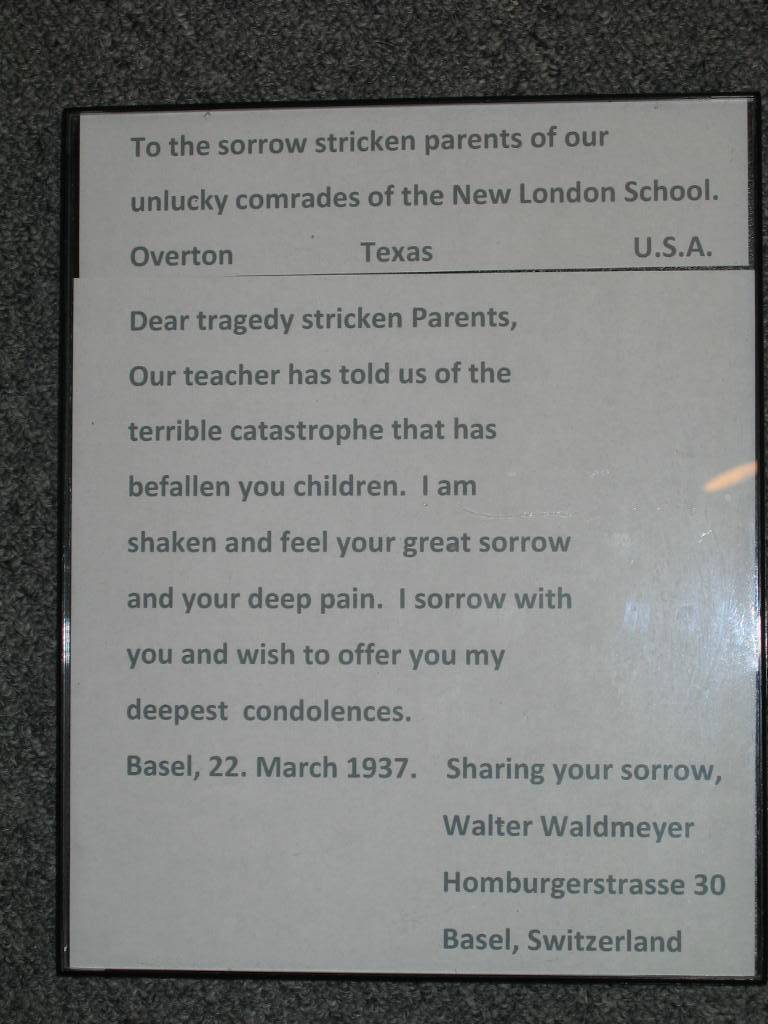 To the sorrow stricken parents of our
unlucky comrades of the New London School.
Overton Texas U.S.A.
Dear tragedy stricken Parents,
Our teacher has told us of the
terrible catastrophe that has
befallen you children. I am
shaken and feel your great sorrow
and your deep pain. I sorrow with
you and wish to offer you my
deepest condolences.
Basel, 22. March 1937. Sharing your sorrow,
Walter Waldmeyer
Homburgerstrasse 30
Basel, Switzerland